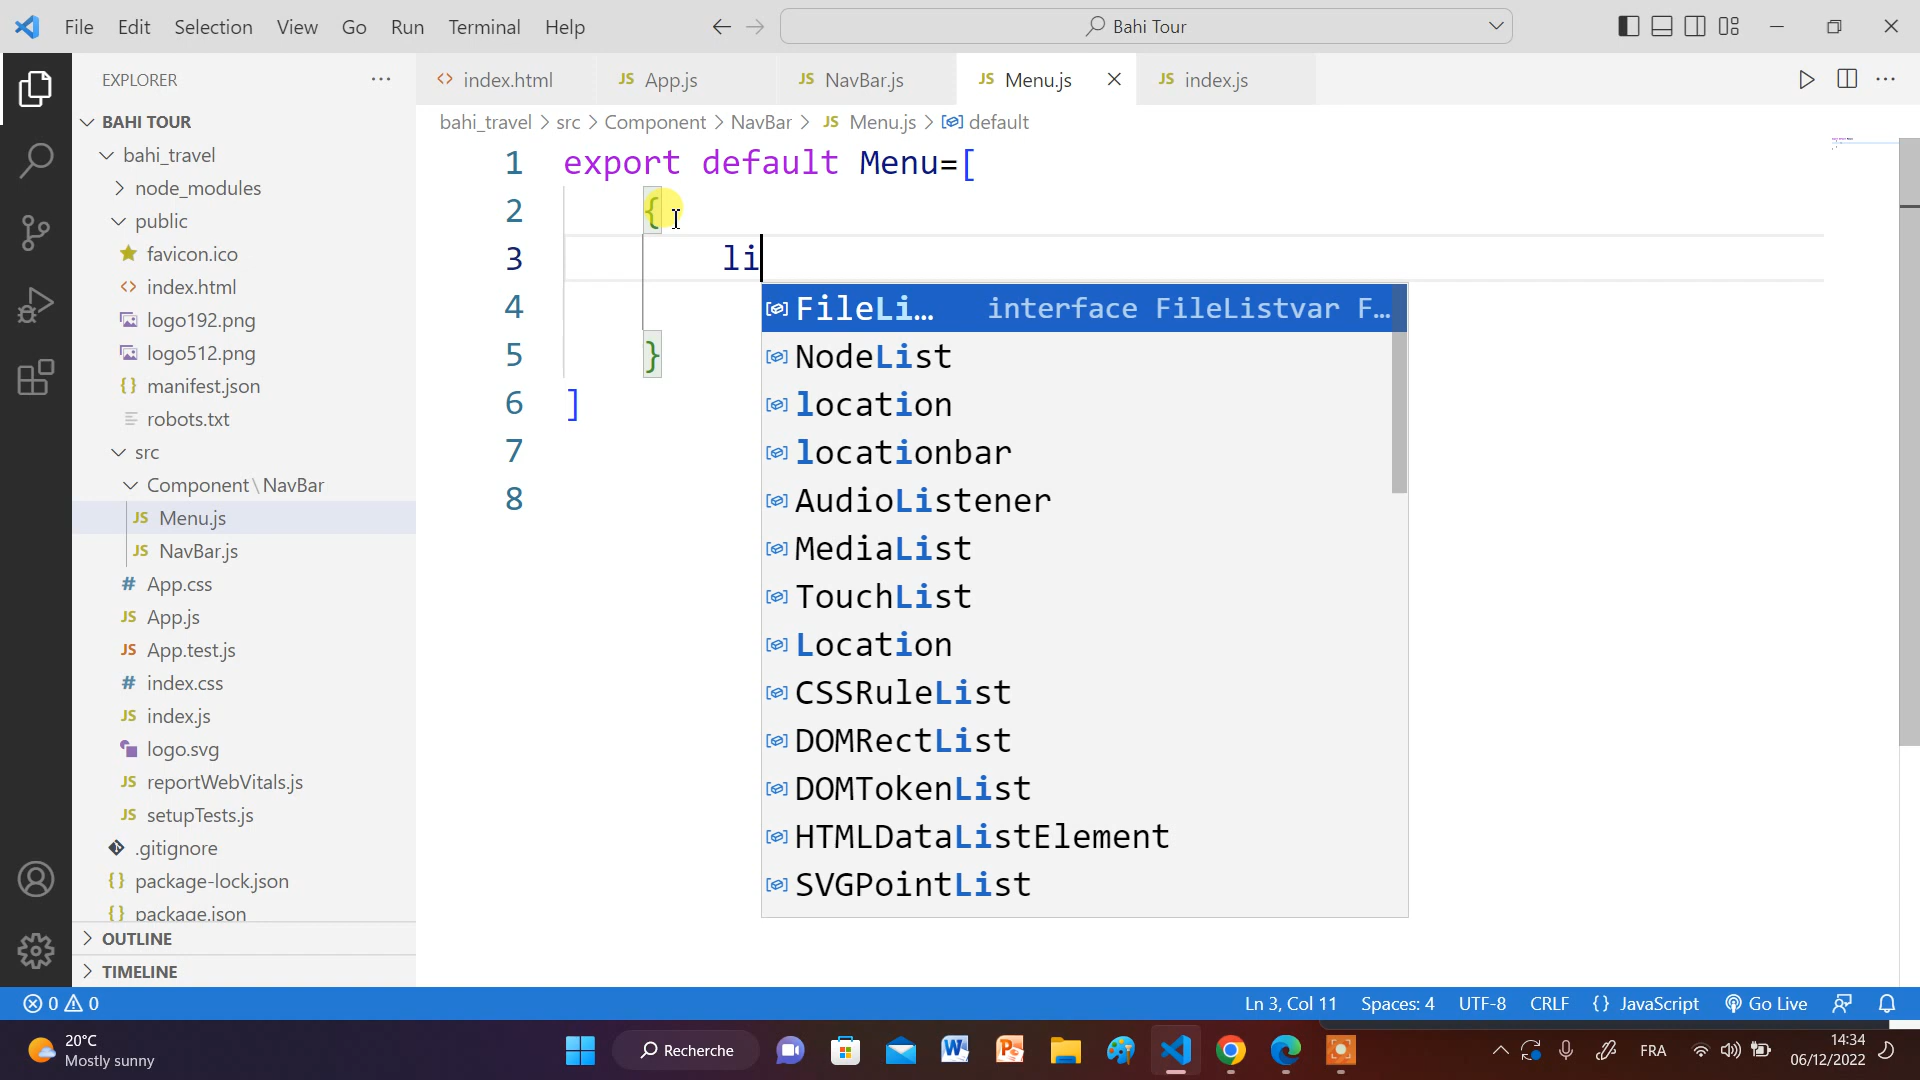 File Edit Selection View Go Run Terminal Help
Bahi Tour
EXPLORER
BAHI TOUR
bahi_travel
node_modules
public
favicon.ico
index.html
logo192.png
logo512.png
manifest.json
robots.txt
src
Component\NavBar
Menu.js
NavBar.js
App.css
App.js
App.test.js
index.css
index.js
logo.svg
reportWebVitals.js
setupTests.js
.gitignore
package-lock.json
package.json
OUTLINE
TIMELINE
index.html App.js NavBar.js Menu.js index.js
bahi_travel > src > Component > NavBar > JS Menu.js > default
1 export default Menu=[
2 {
3 li
4
5 }
6 ]
7
8
FileLi… interface FileListvar F…
NodeList
location
locationbar
AudioListener
MediaList
TouchList
Location
CSSRuleList
DOMRectList
DOMTokenList
HTMLDataListElement
SVGPointList
0 0 Ln 3, Col 11 Spaces: 4 UTF-8 CRLF {} JavaScript Go Live
20°C
Mostly sunny
Recherche
FRA
14:34
06/12/2022